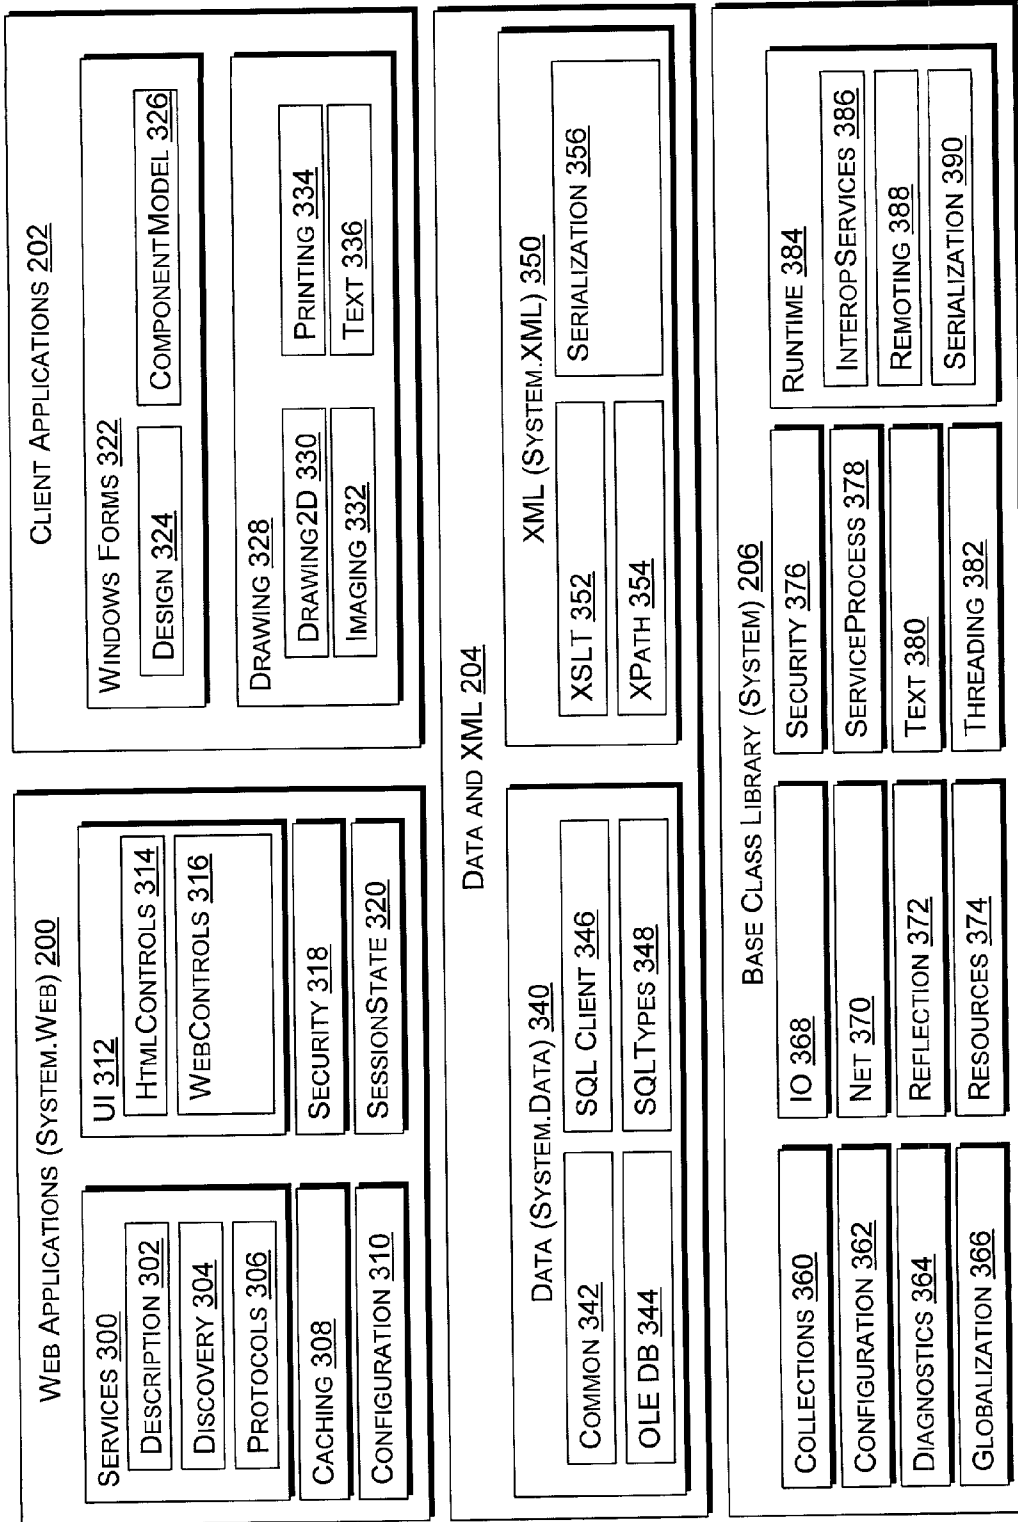 WEB APPLICATIONS (SYSTEM.WEB) 200
SERVICES 300
DESCRIPTION 302
DISCOVERY 304
PROTOCOLS 306
CACHING 308
CONFIGURATION 310
UI 312
HTMLCONTROLS 314
WEBCONTROLS 316
SECURITY 318
SESSIONSTATE 320
CLIENT APPLICATIONS 202
WINDOWS FORMS 322
DESIGN 324
COMPONENTMODEL 326
DRAWING 328
DRAWING2D 330
IMAGING 332
PRINTING 334
TEXT 336
DATA AND XML 204
DATA (SYSTEM.DATA) 340
COMMON 342
OLE DB 344
SQL CLIENT 346
SQLTYPES 348
XML (SYSTEM.XML) 350
XSLT 352
XPATH 354
SERIALIZATION 356
BASE CLASS LIBRARY (SYSTEM) 206
COLLECTIONS 360
CONFIGURATION 362
DIAGNOSTICS 364
GLOBALIZATION 366
IO 368
NET 370
REFLECTION 372
RESOURCES 374
SECURITY 376
SERVICEPROCESS 378
TEXT 380
THREADING 382
RUNTIME 384
INTEROPSERVICES 386
REMOTING 388
SERIALIZATION 390